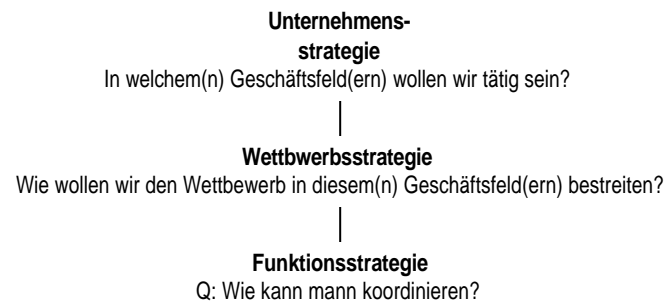 Unternehmens-
strategie
In welchem(n) Geschäftsfeld(ern) wollen wir tätig sein?
Wettbwerbsstrategie
Wie wollen wir den Wettbewerb in diesem(n) Geschäftsfeld(ern) bestreiten?
Funktionsstrategie
Q: Wie kann mann koordinieren?